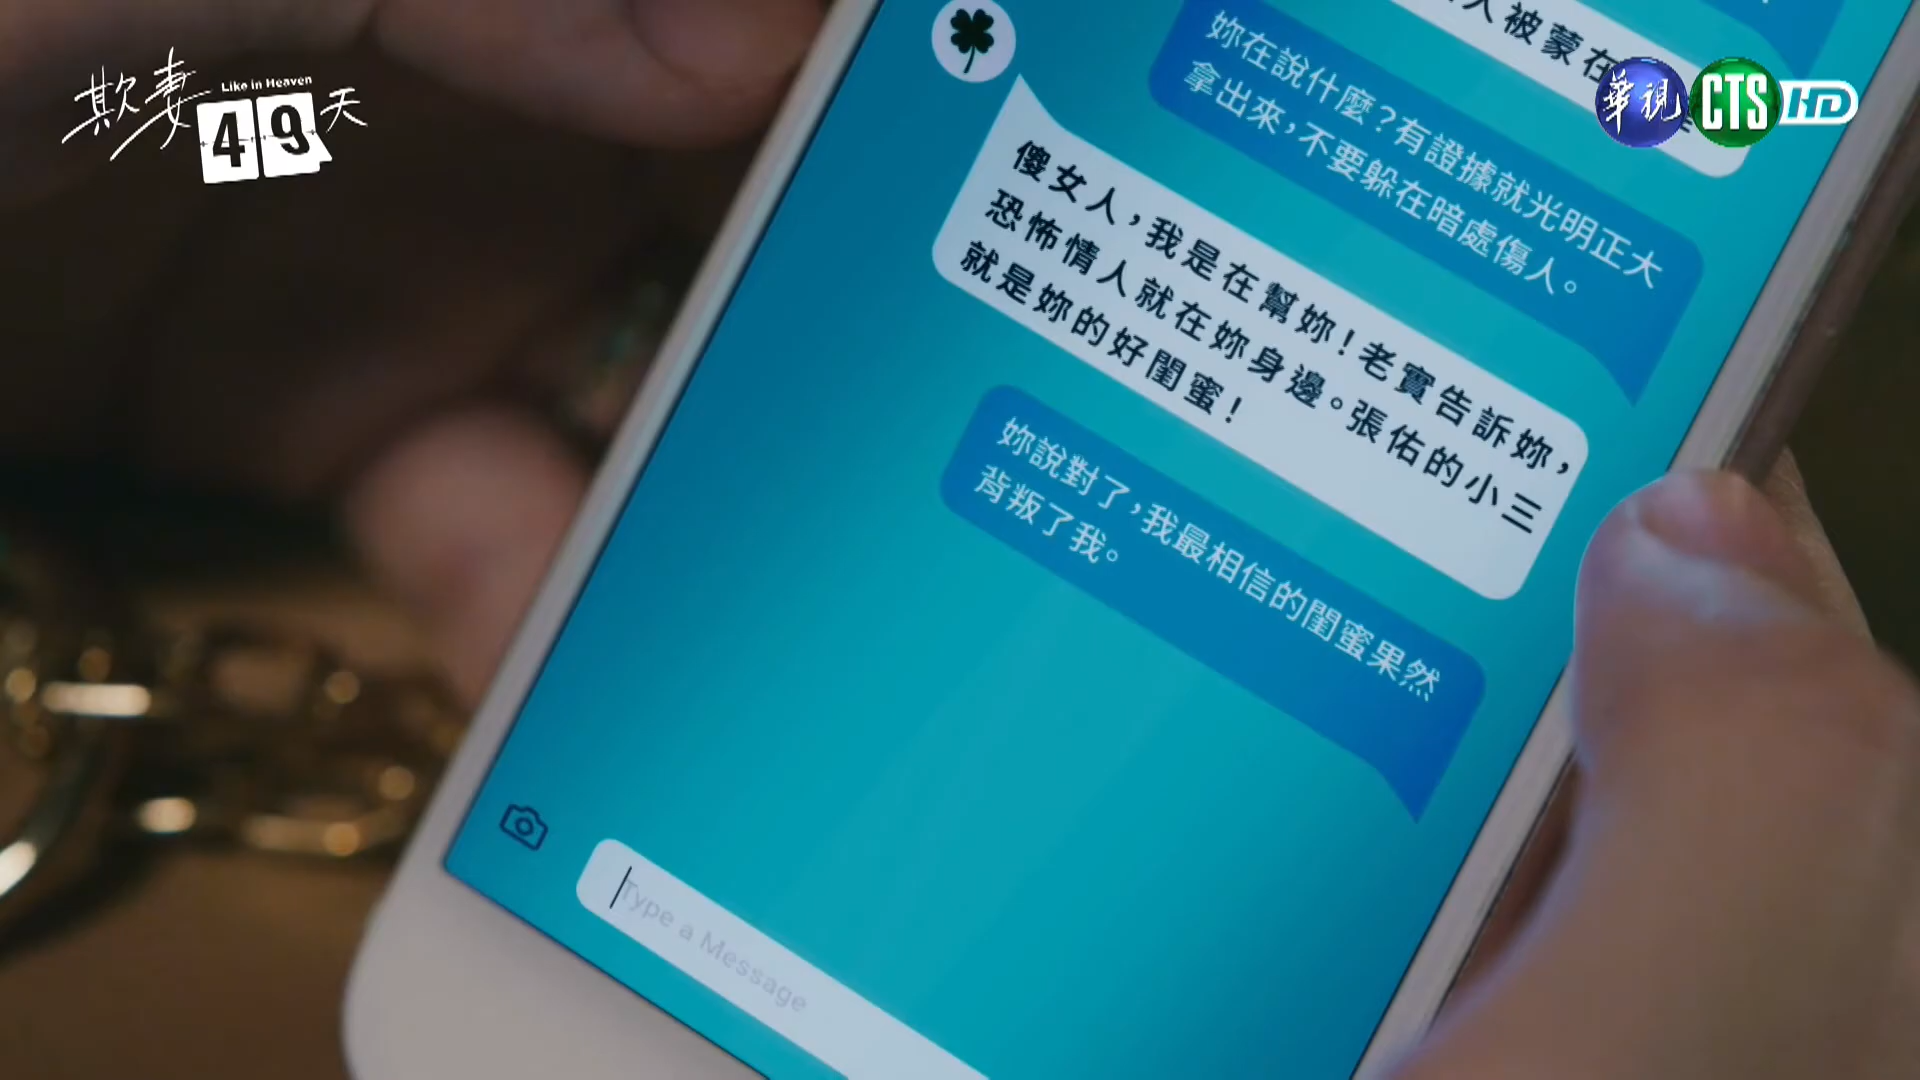 欺妻
Like in Heaven
49天
華視
CTS
HD
人被蒙在
妳在說什麼？有證據就光明正大
拿出來，不要躲在暗處傷人。
傻女人，我是在幫妳！老實告訴妳，
恐怖情人就在妳身邊。張佑的小三
就是妳的好閨蜜！
妳說對了，我最相信的閨蜜果然
背叛了我。
Type a Message